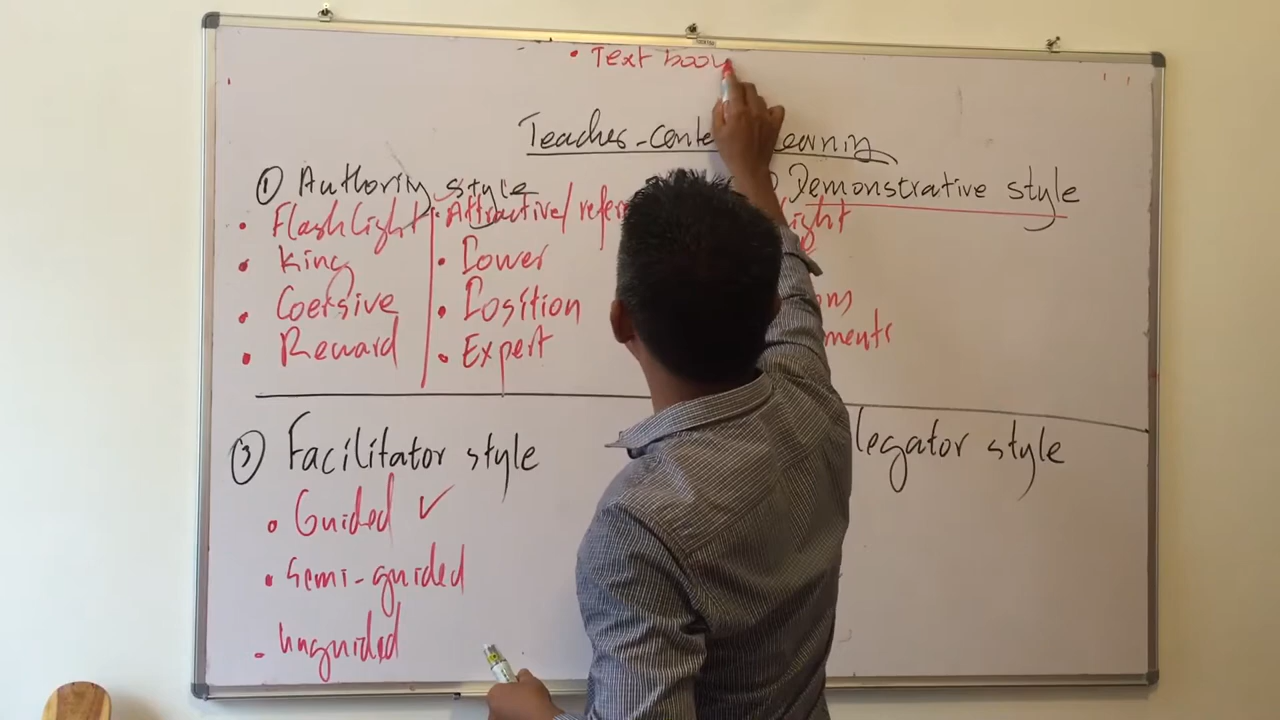 • Text book
Teacher-cente learning
① Authority style
Demonstrative style
• Flashlight
• King
• Coersive
• Reward
• Attractive/ refer
• Power
• Position
• Expert
ight
ons
ments
③ Facilitator style
legator style
• Guided ✓
• Semi-guided
• Unguided